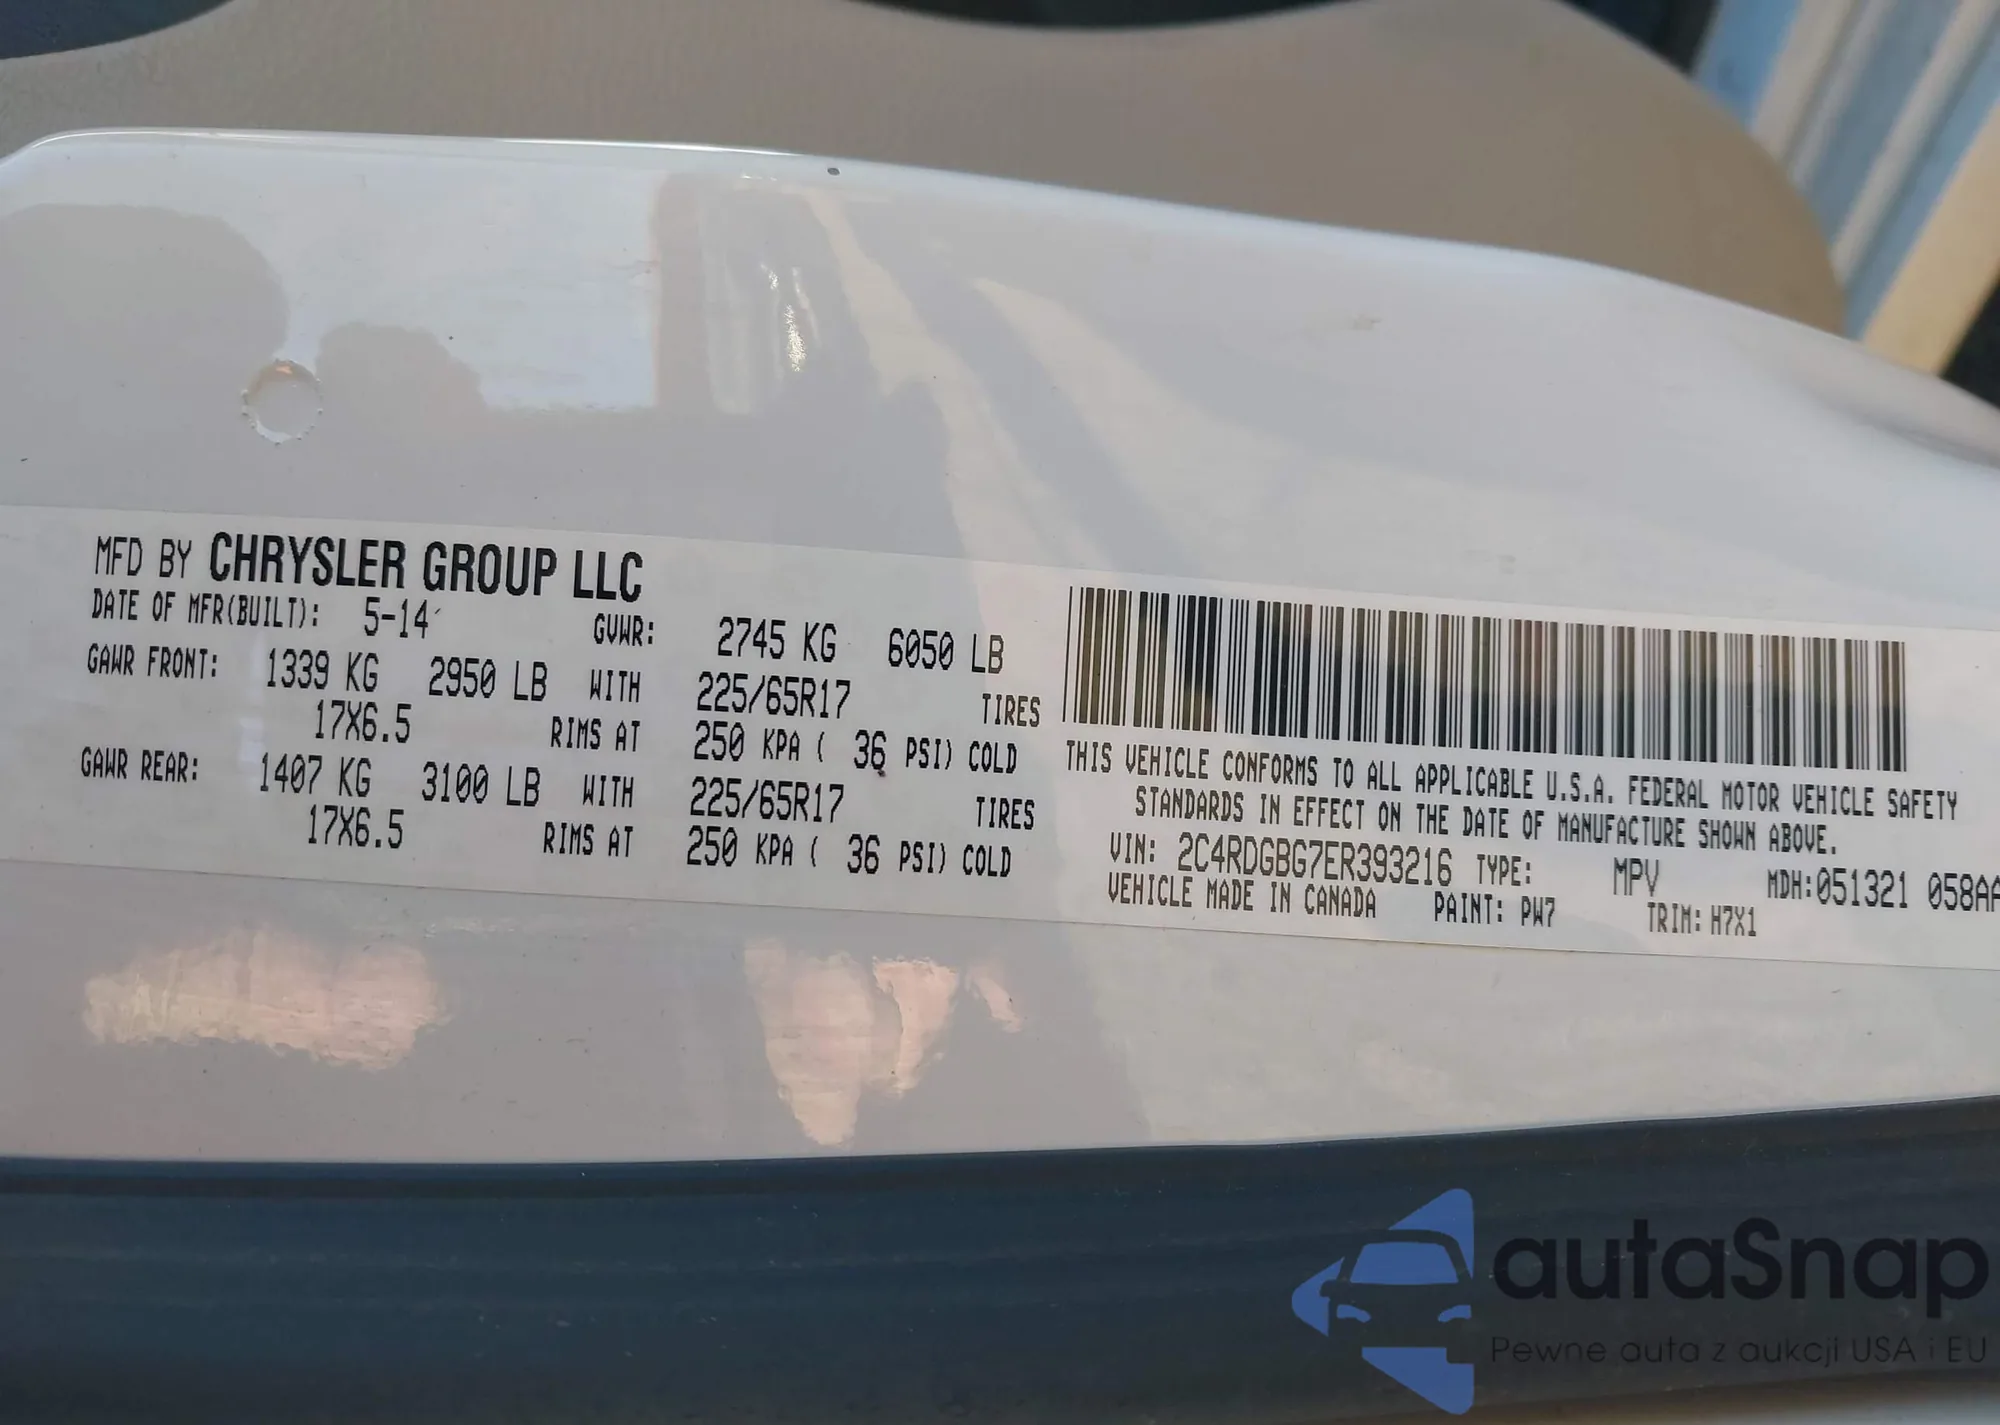 MFD BY CHRYSLER GROUP LLC
DATE OF MFR(BUILT): 5-14 GVWR: 2745 KG 6050 LB
GAWR FRONT: 1339 KG 2950 LB WITH 225/65R17 TIRES
17X6.5 RIMS AT 250 KPA ( 36 PSI) COLD
GAWR REAR: 1407 KG 3100 LB WITH 225/65R17 TIRES
17X6.5 RIMS AT 250 KPA ( 36 PSI) COLD
THIS VEHICLE CONFORMS TO ALL APPLICABLE U.S.A. FEDERAL MOTOR VEHICLE SAFETY
STANDARDS IN EFFECT ON THE DATE OF MANUFACTURE SHOWN ABOVE.
VIN: 2C4RDGBG7ER393216 TYPE: MPV MDH:051321 058AA
VEHICLE MADE IN CANADA PAINT: PW7 TRIM: H7X1
autaSnap
Pewne auta z aukcji USA i EU